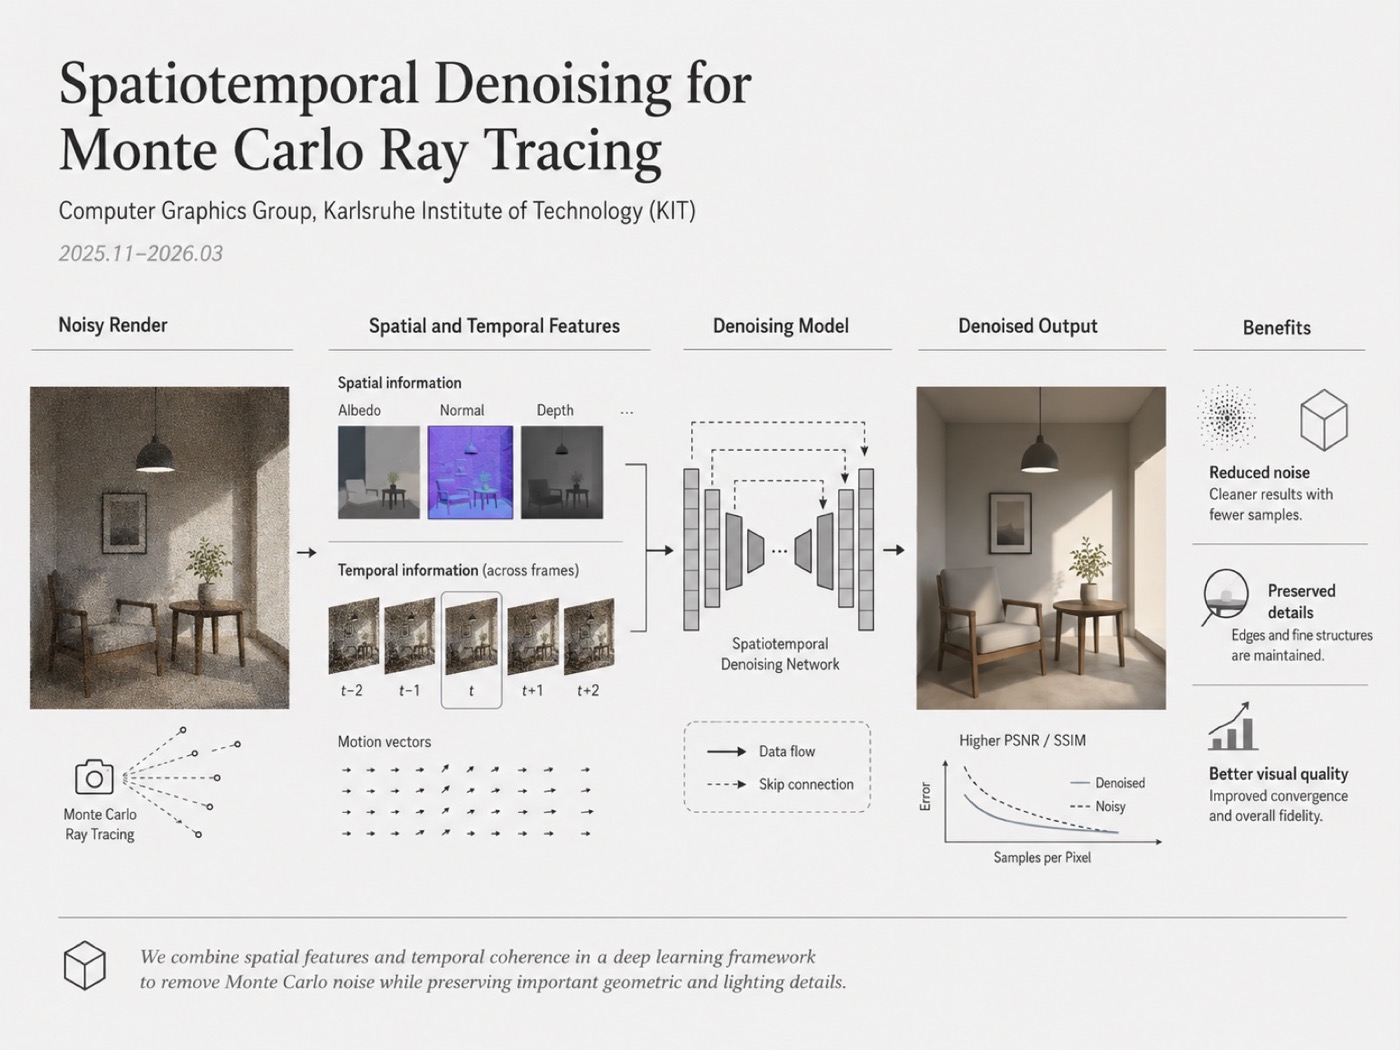 Spatiotemporal Denoising for
Monte Carlo Ray Tracing
Computer Graphics Group, Karlsruhe Institute of Technology (KIT)
2025.11–2026.03
Noisy Render
Monte Carlo
Ray Tracing
Spatial and Temporal Features
Spatial information
Albedo
Normal
Depth
...
Temporal information (across frames)
t−2
t−1
t
t+1
t+2
Motion vectors
Denoising Model
...
Spatiotemporal
Denoising Network
Data flow
Skip connection
Denoised Output
Higher PSNR / SSIM
Error
Denoised
Noisy
Samples per Pixel
Benefits
Reduced noise
Cleaner results with
fewer samples.
Preserved
details
Edges and fine structures
are maintained.
Better visual quality
Improved convergence
and overall fidelity.
We combine spatial features and temporal coherence in a deep learning framework
to remove Monte Carlo noise while preserving important geometric and lighting details.